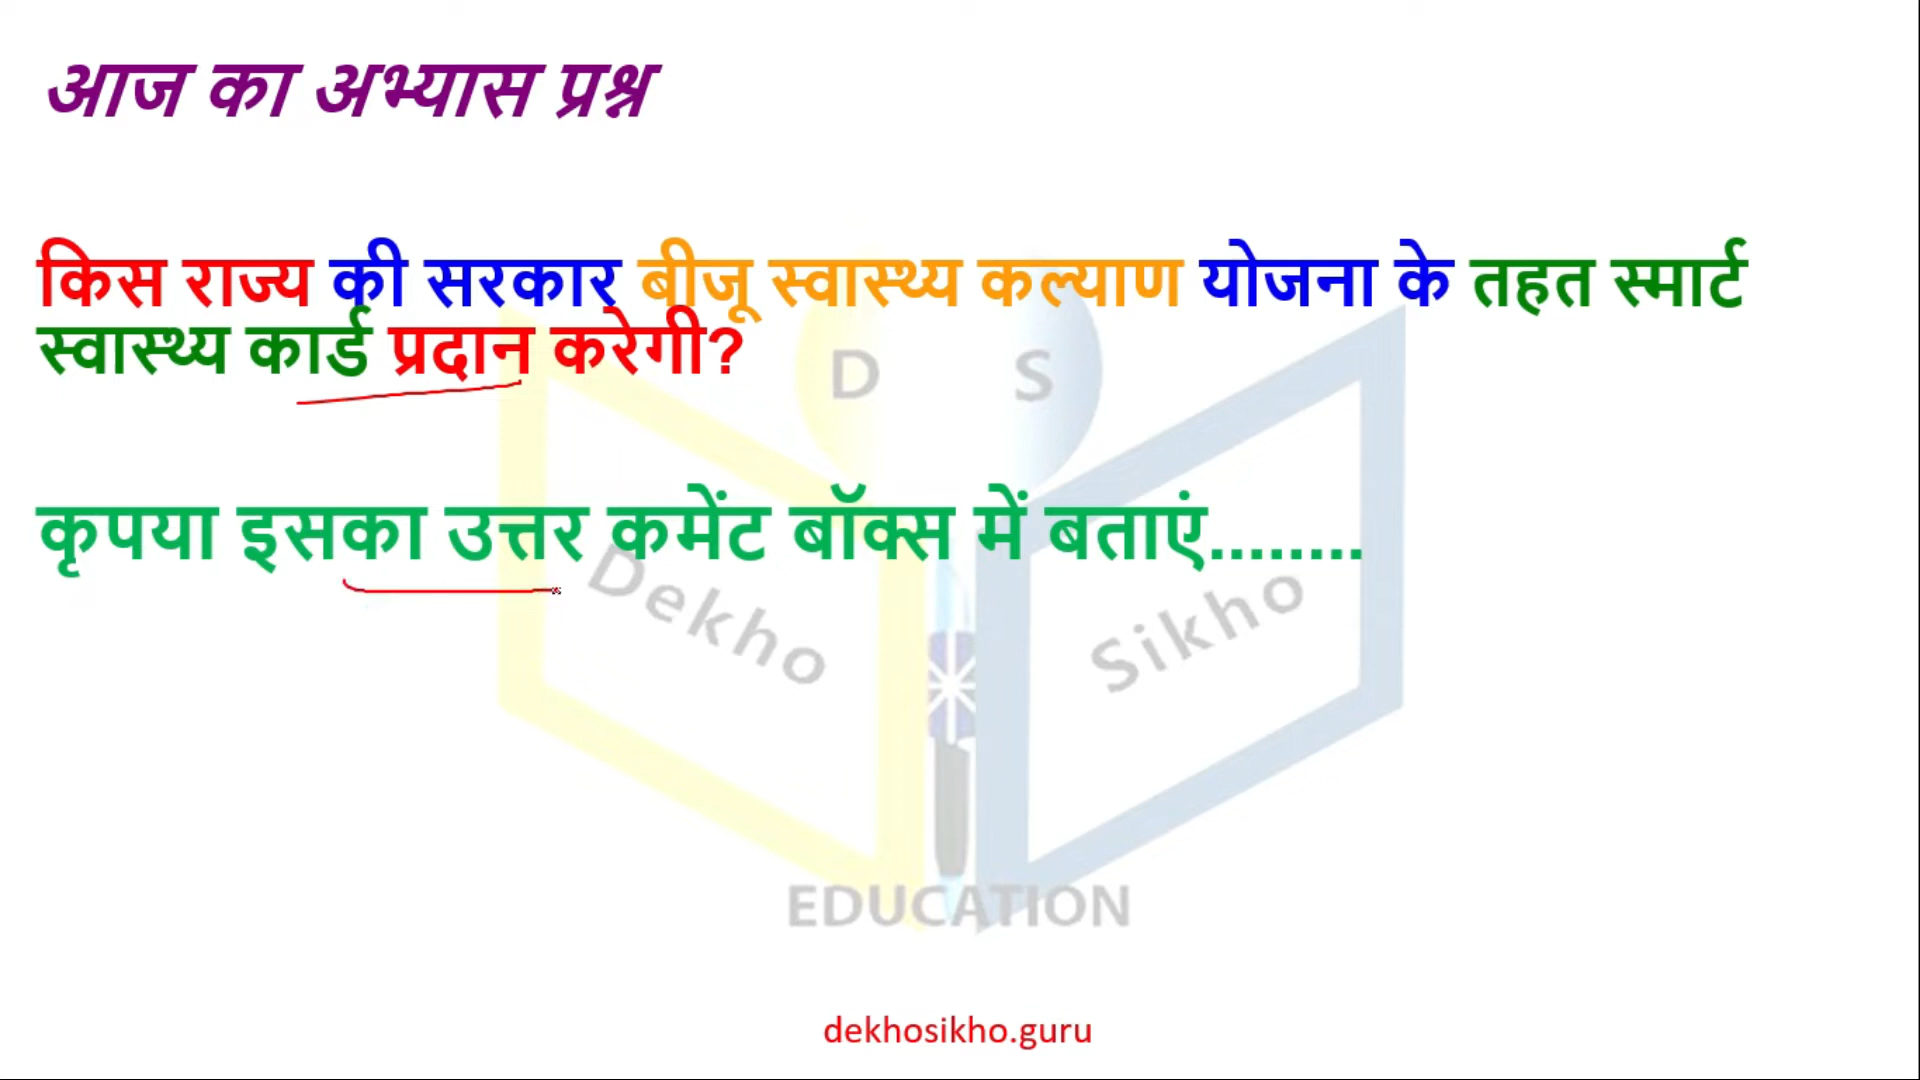 आज का अभ्यास प्रश्न
किस राज्य की सरकार बीजू स्वास्थ्य कल्याण योजना के तहत स्मार्ट
स्वास्थ्य कार्ड प्रदान करेगी?
D S
कृपया इसका उत्तर कमेंट बॉक्स में बताएं........
Dekho Sikho
EDUCATION
dekhosikho.guru